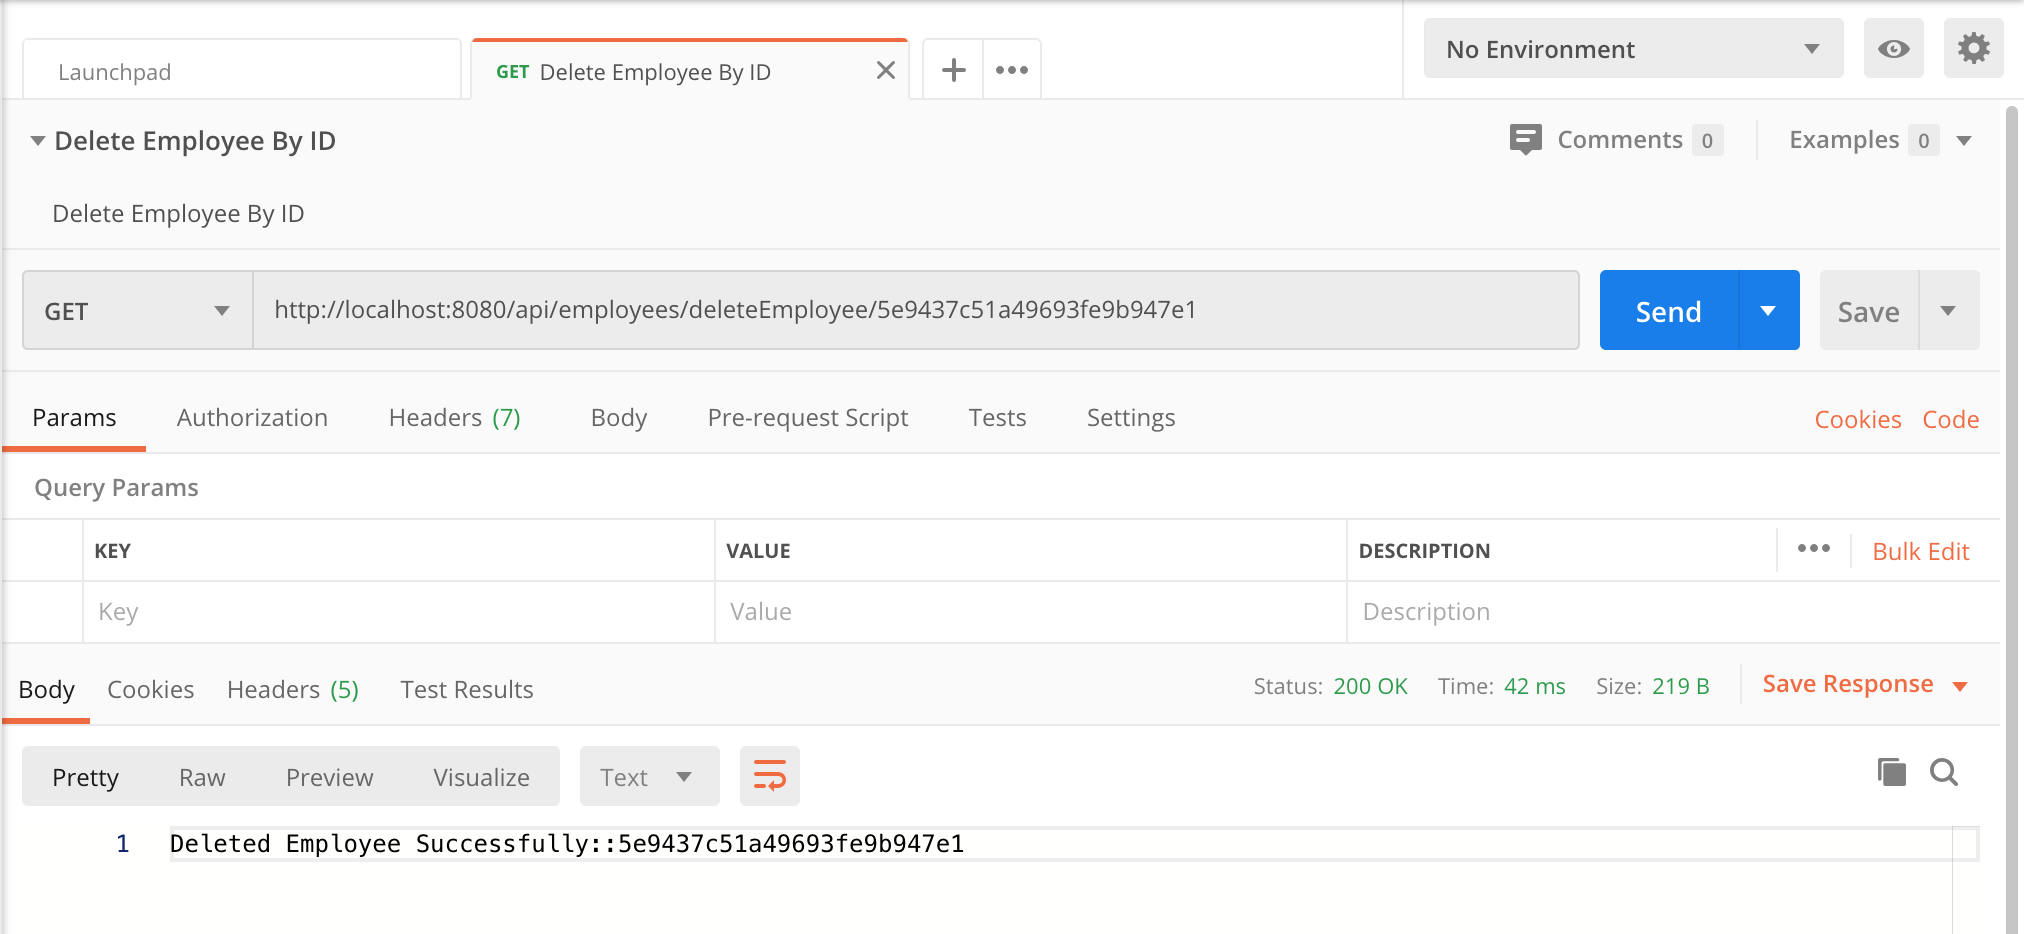 Launchpad
GET Delete Employee By ID
No Environment
Delete Employee By ID
Comments 0
Examples 0
Delete Employee By ID
GET
http://localhost:8080/api/employees/deleteEmployee/5e9437c51a49693fe9b947e1
Send
Save
Params Authorization Headers (7) Body Pre-request Script Tests Settings
Cookies Code
Query Params
KEY VALUE DESCRIPTION
Bulk Edit
Key Value Description
Body Cookies Headers (5) Test Results
Status: 200 OK Time: 42 ms Size: 219 B
Save Response
Pretty Raw Preview Visualize
Text
1 Deleted Employee Successfully::5e9437c51a49693fe9b947e1